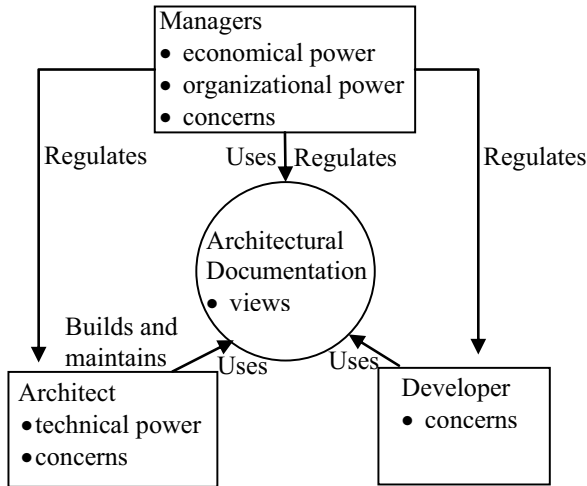 Managers
• economical power
• organizational power
• concerns
Regulates
Uses
Regulates
Regulates
Architectural
Documentation
• views
Builds and
maintains
Uses
Uses
Architect
• technical power
• concerns
Developer
• concerns